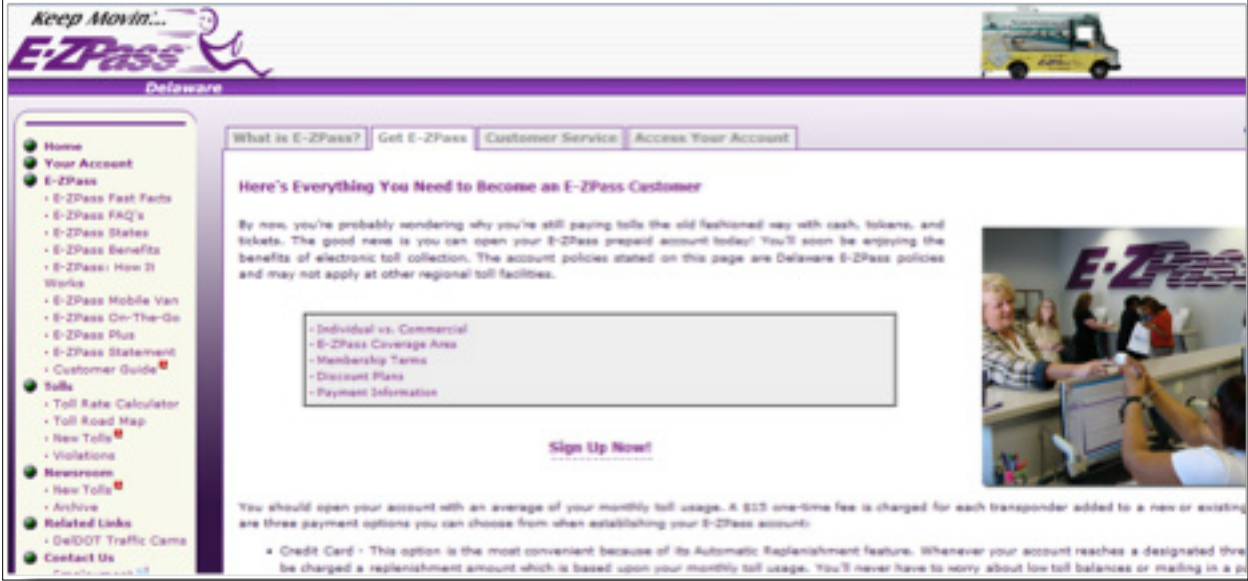 Keep Movin'...
E-ZPass
Delaware
Home
Your Account
E-ZPass
• E-ZPass Fast Facts
• E-ZPass FAQ's
• E-ZPass States
• E-ZPass Benefits
• E-ZPass: How It
Works
• E-ZPass Mobile Van
• E-ZPass On-The-Go
• E-ZPass Plus
• E-ZPass Statement
• Customer Guide
Tolls
• Toll Rate Calculator
• Toll Road Map
• New Tolls
• Violations
Newsroom
• New Tolls
• Archive
Related Links
• DelDOT Traffic Cams
Contact Us
• Employment
What is E-ZPass?
Get E-ZPass
Customer Service
Access Your Account
Here's Everything You Need to Become an E-ZPass Customer
By now, you're probably wondering why you're still paying tolls the old fashioned way with cash, tokens, and
tickets. The good news is you can open your E-ZPass prepaid account today! You'll soon be enjoying the
benefits of electronic toll collection. The account policies stated on this page are Delaware E-ZPass policies
and may not apply at other regional toll facilities.
- Individual vs. Commercial
- E-ZPass Coverage Area
- Membership Terms
- Discount Plans
- Payment Information
Sign Up Now!
E-ZPass
You should open your account with an average of your monthly toll usage. A $15 one-time fee is charged for each transponder added to a new or existing
are three payment options you can choose from when establishing your E-ZPass account:
• Credit Card - This option is the most convenient because of its Automatic Replenishment feature. Whenever your account reaches a designated thre
be charged a replenishment amount which is based upon your monthly toll usage. You'll never have to worry about low toll balances or mailing in a p